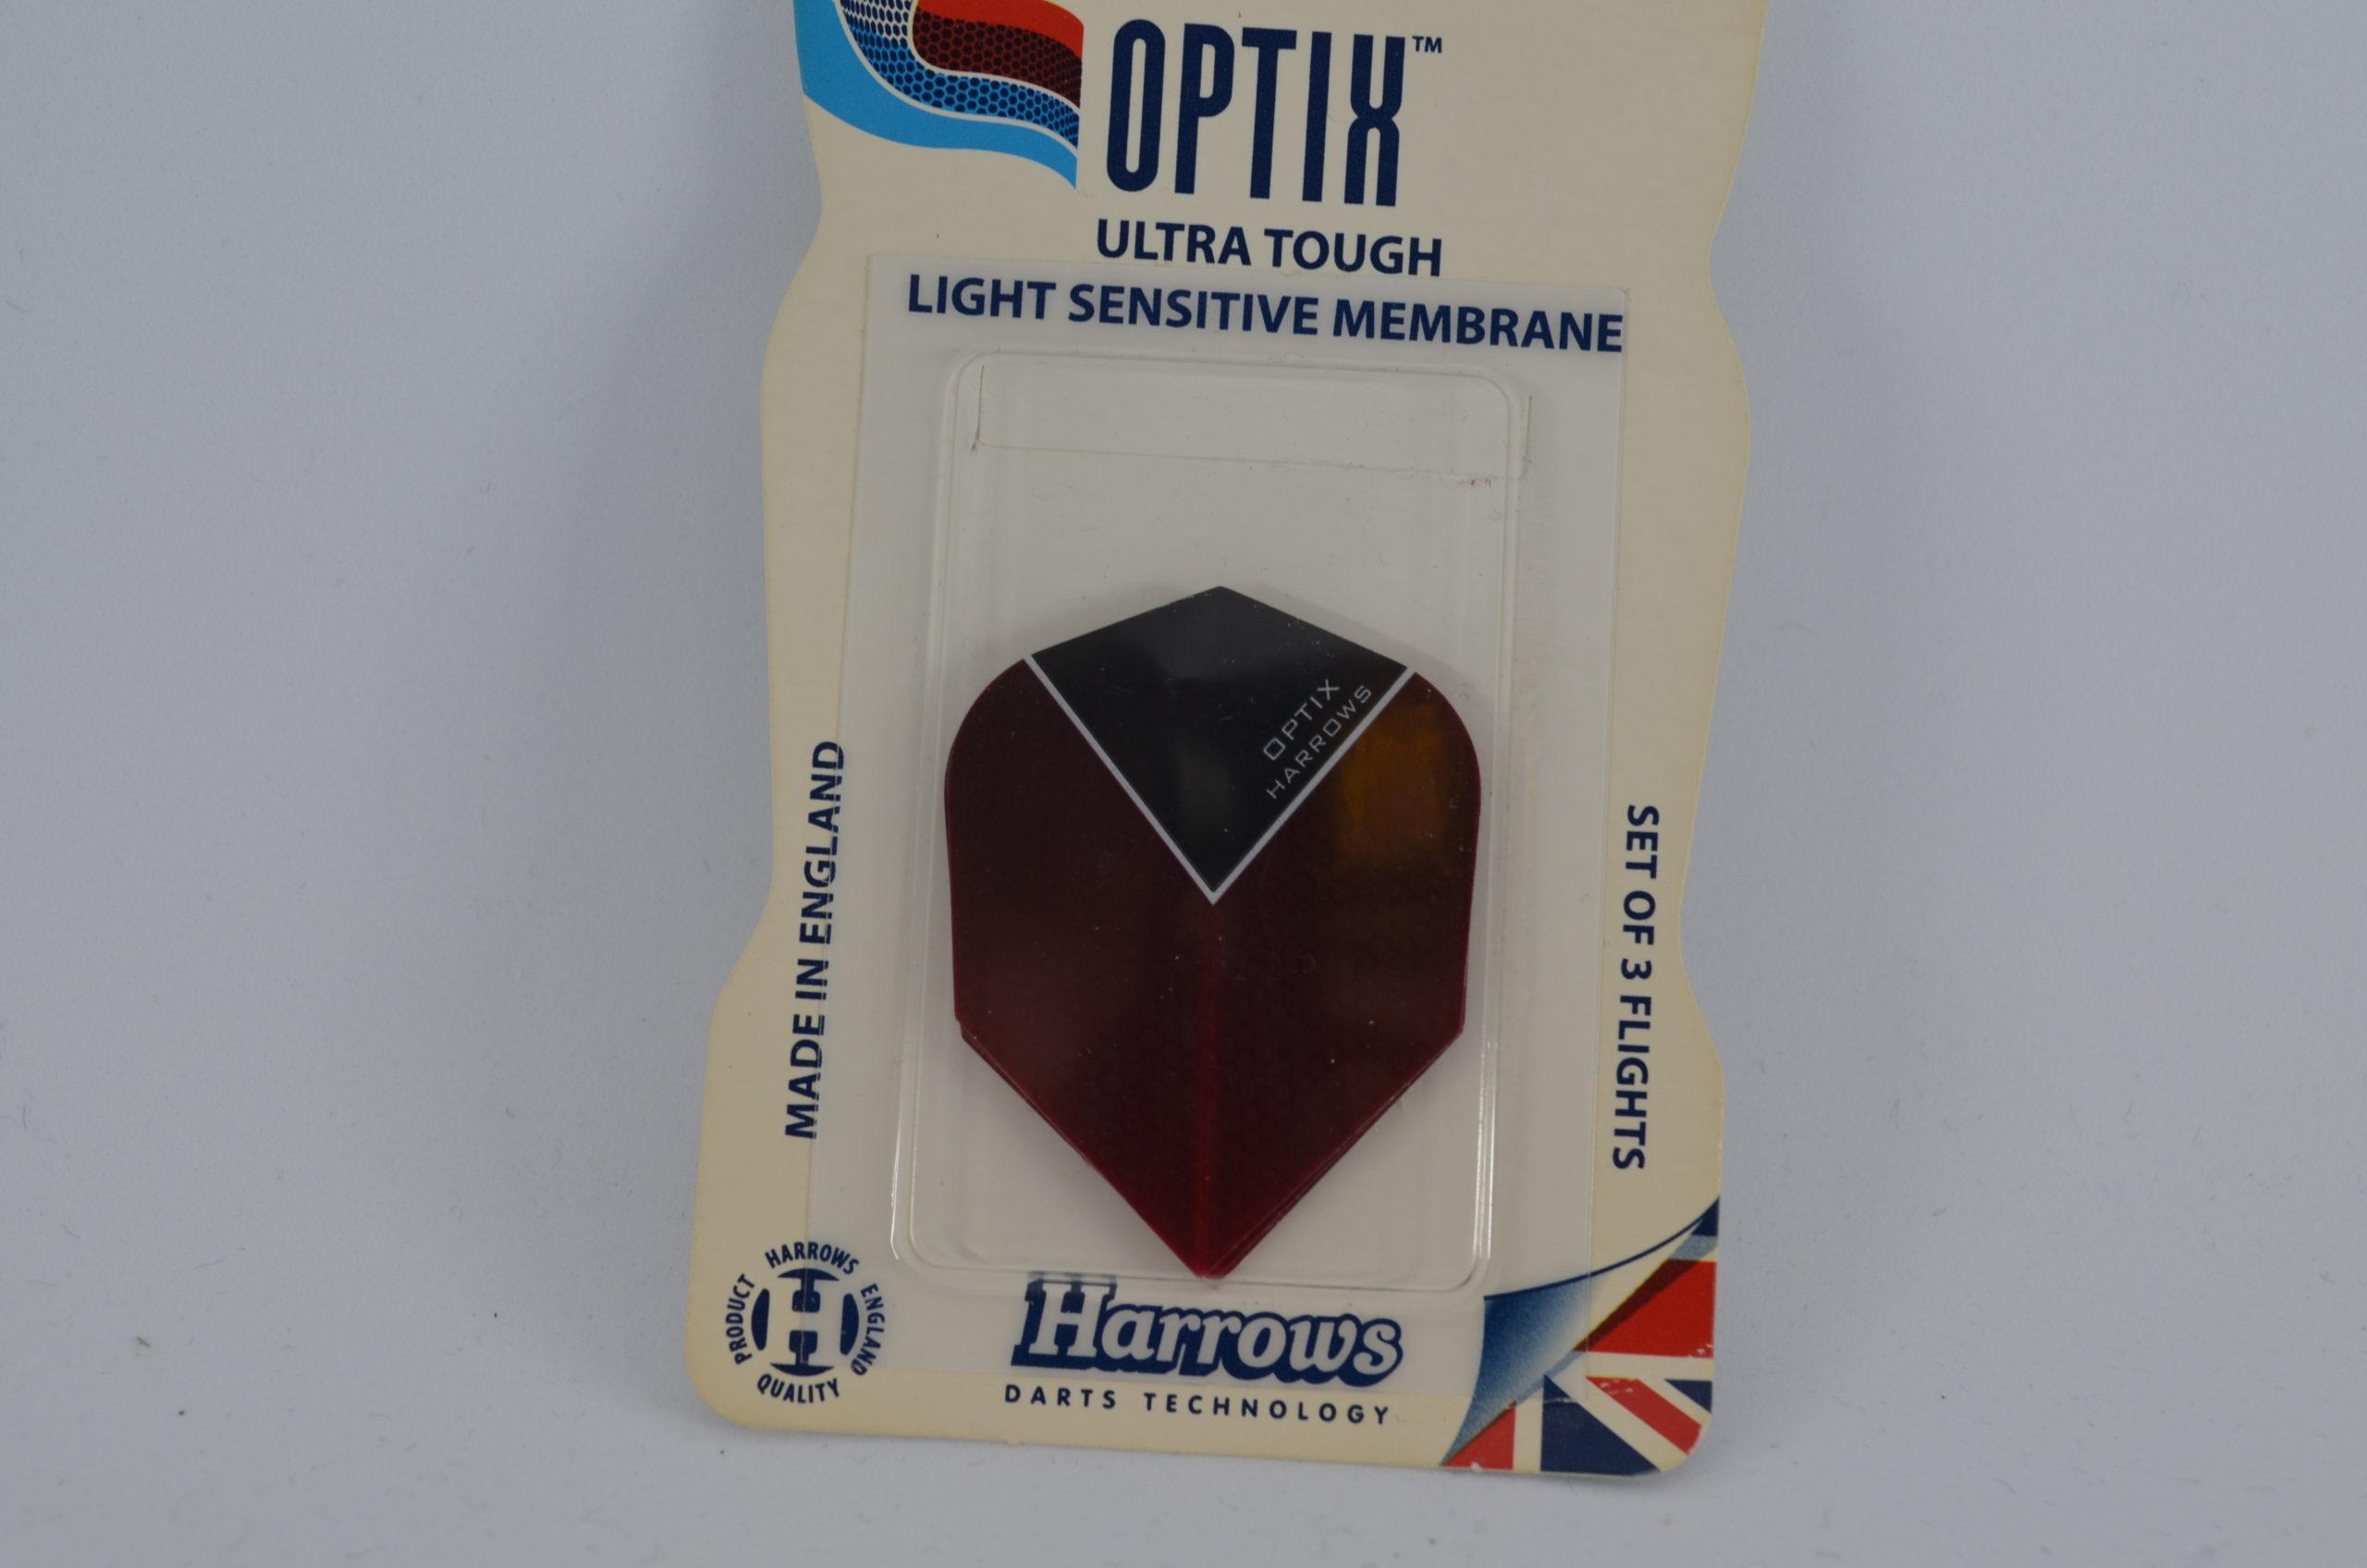 OPTIX™
ULTRA TOUGH
LIGHT SENSITIVE MEMBRANE
OPTIX
HARROWS
MADE IN ENGLAND
SET OF 3 FLIGHTS
HARROWS ENGLAND QUALITY PRODUCT
H
Harrows
DARTS TECHNOLOGY